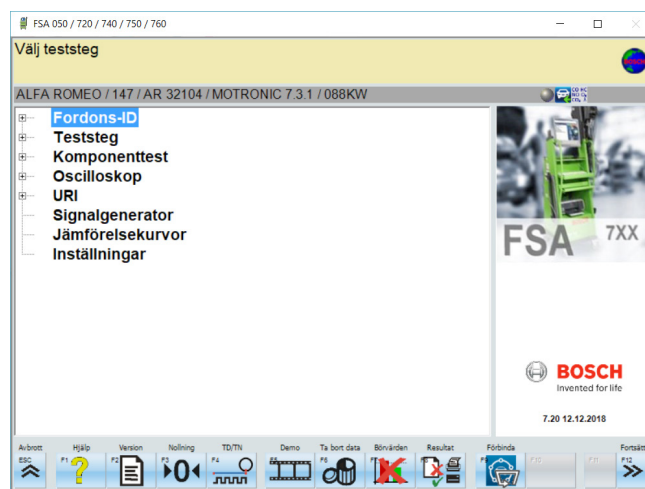 FSA 050 / 720 / 740 / 750 / 760
Välj teststeg
ALFA ROMEO / 147 / AR 32104 / MOTRONIC 7.3.1 / 088KW
Fordons-ID
Teststeg
Komponenttest
Oscilloskop
URI
Signalgenerator
Jämförelsekurvor
Inställningar
FSA 7XX
BOSCH
Invented for life
7.20 12.12.2018
Avbrott Hjälp Version Nollning TD/TN Demo Ta bort data Börvärden Resultat Förbinda Fortsätt
ESC F1 F2 F3 F4 F6 F10 F11 F12